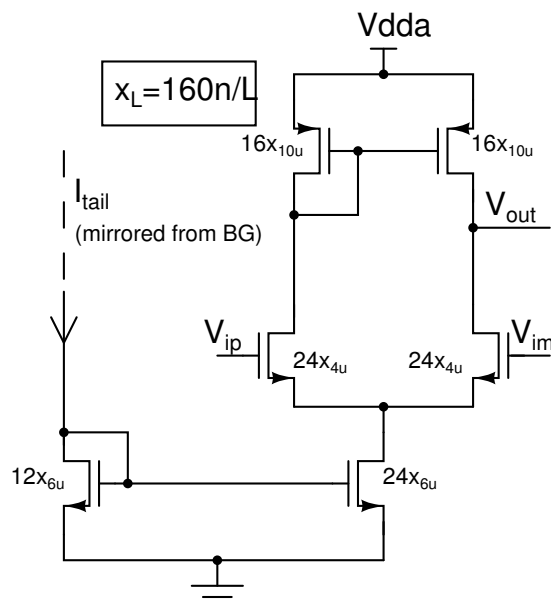 Vdda
x_L=160n/L
16x_10u
16x_10u
I_tail
(mirrored from BG)
V_out
V_ip
24x_4u
24x_4u
V_im
12x_6u
24x_6u